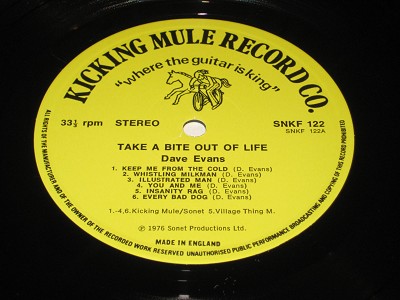 KICKING MULE RECORD CO.
"where the guitar is king"
33⅓ rpm STEREO SNKF 122
SNKF 122A
TAKE A BITE OUT OF LIFE
Dave Evans
1. KEEP ME FROM THE COLD (D. Evans)
2. WHISTLING MILKMAN (D. Evans)
3. ILLUSTRATED MAN (D. Evans)
4. YOU AND ME (D. Evans)
5. INSANITY RAG (D. Evans)
6. EVERY BAD DOG (D. Evans)
1.-4,6.Kicking Mule/Sonet 5.Village Thing M.
℗ 1976 Sonet Productions Ltd.
MADE IN ENGLAND
ALL RIGHTS OF THE MANUFACTURER AND OF THE OWNER OF THE RECORDED WORK RESERVED UNAUTHORISED PUBLIC PERFORMANCE BROADCASTING AND COPYING OF THIS RECORD PROHIBITED